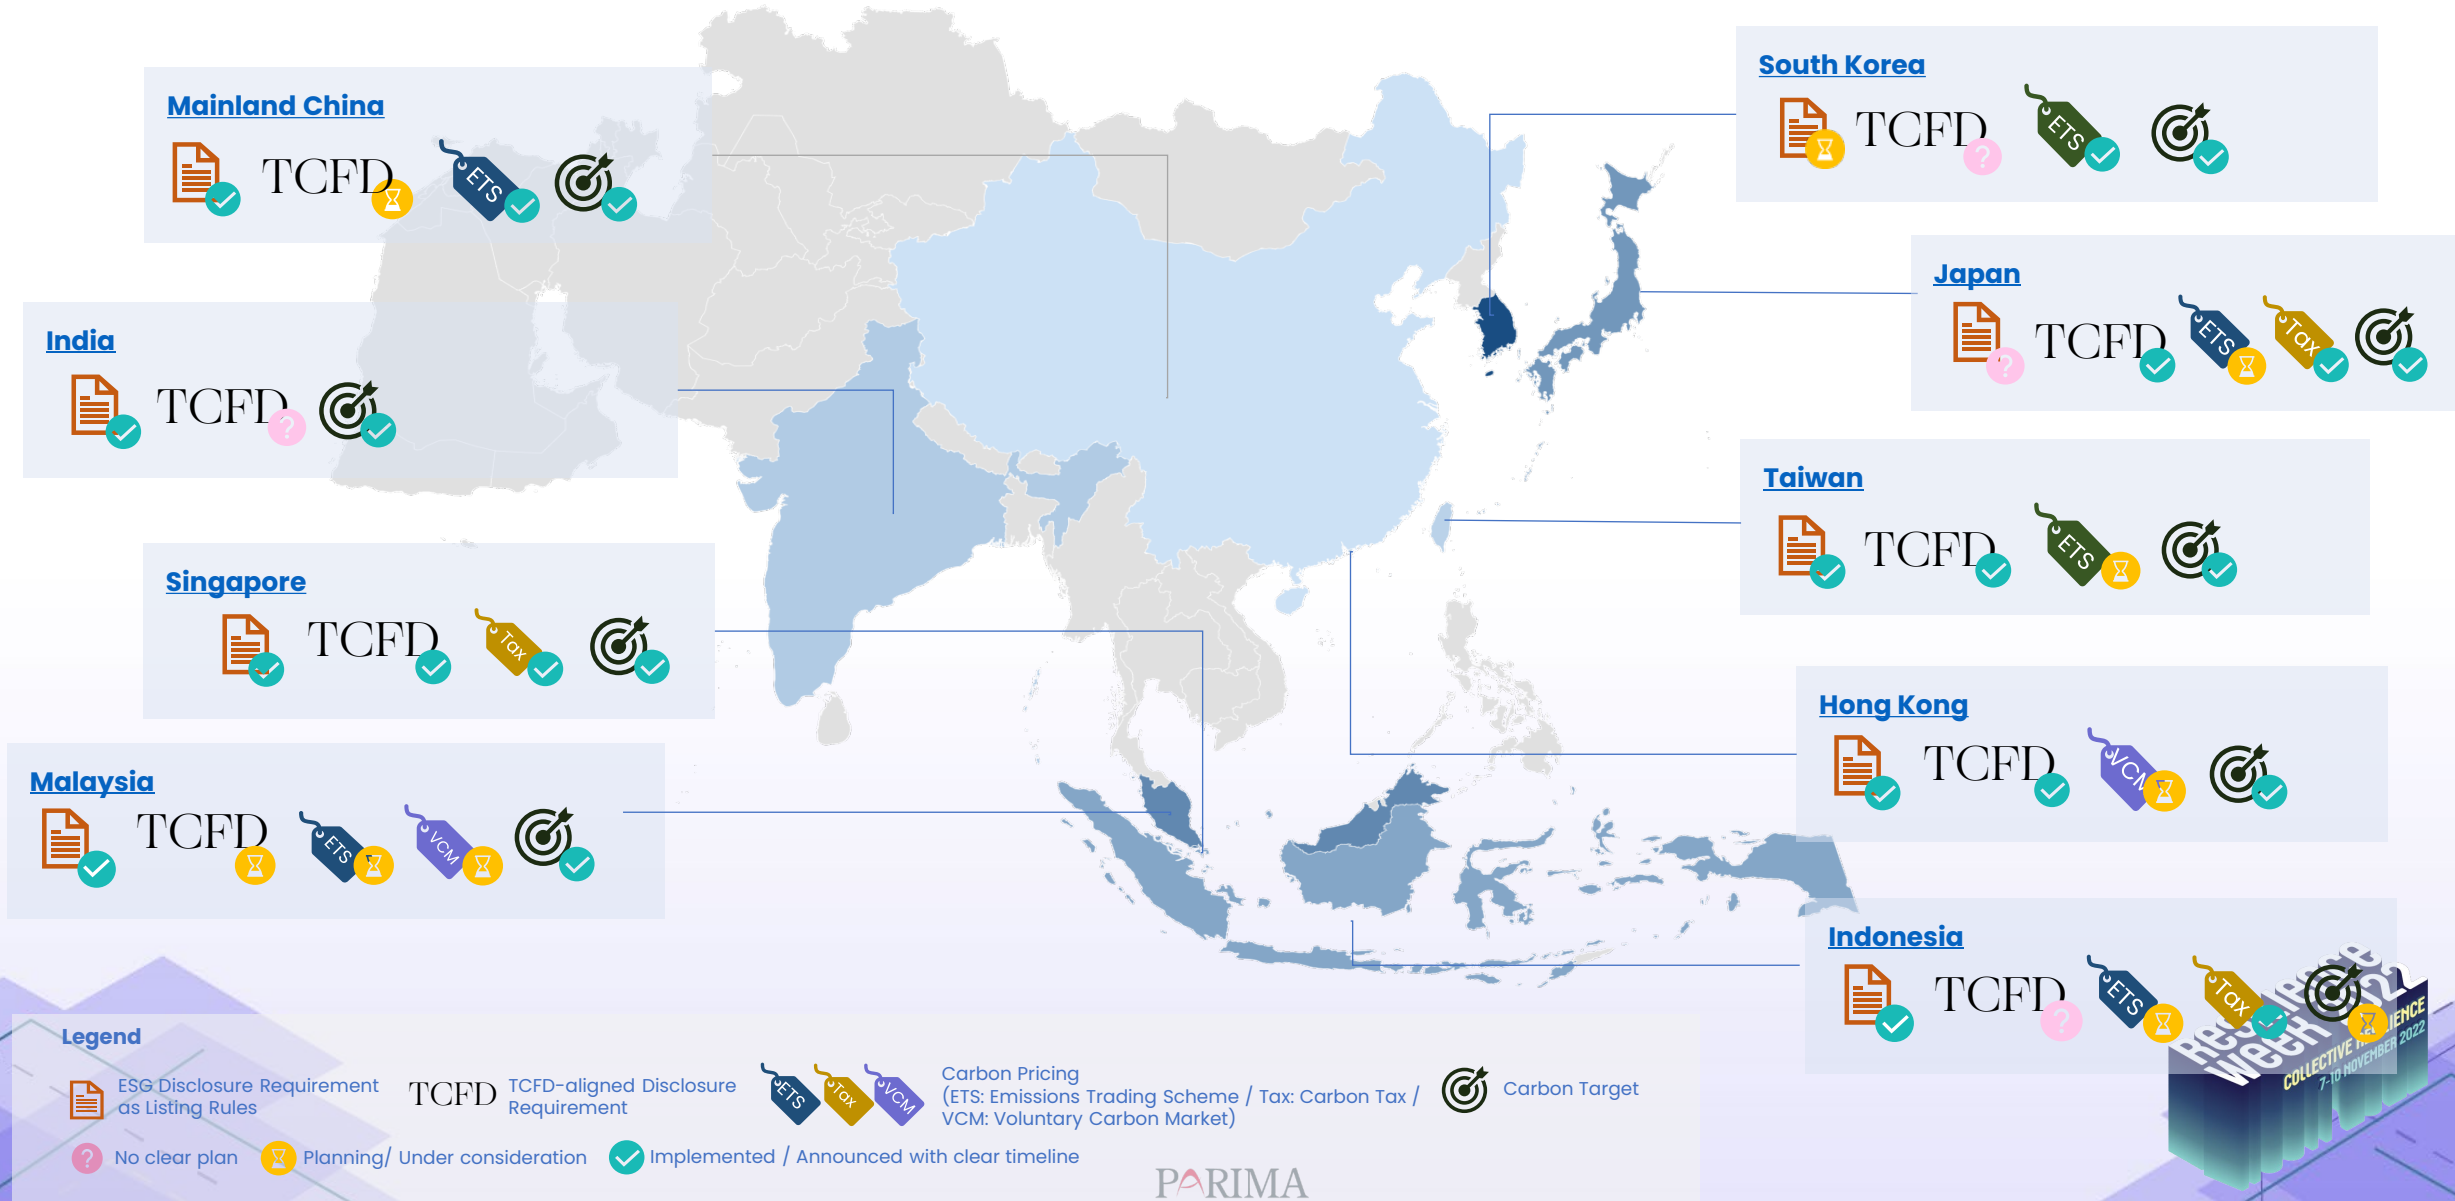 Mainland China
TCFD
ETS
South Korea
TCFD
ETS
India
TCFD
Japan
TCFD
ETS
Tax
Singapore
TCFD
Tax
Taiwan
TCFD
ETS
Malaysia
TCFD
ETS
VCM
Hong Kong
TCFD
VCM
Indonesia
TCFD
ETS
Tax
WEEK
COLLECTIVE
7-10 NOVEMBER 2022
Legend
ESG Disclosure Requirement
as Listing Rules
TCFD
TCFD-aligned Disclosure
Requirement
ETS
Tax
VCM
Carbon Pricing
(ETS: Emissions Trading Scheme / Tax: Carbon Tax /
VCM: Voluntary Carbon Market)
Carbon Target
? No clear plan
Planning/ Under consideration
Implemented / Announced with clear timeline
PARIMA